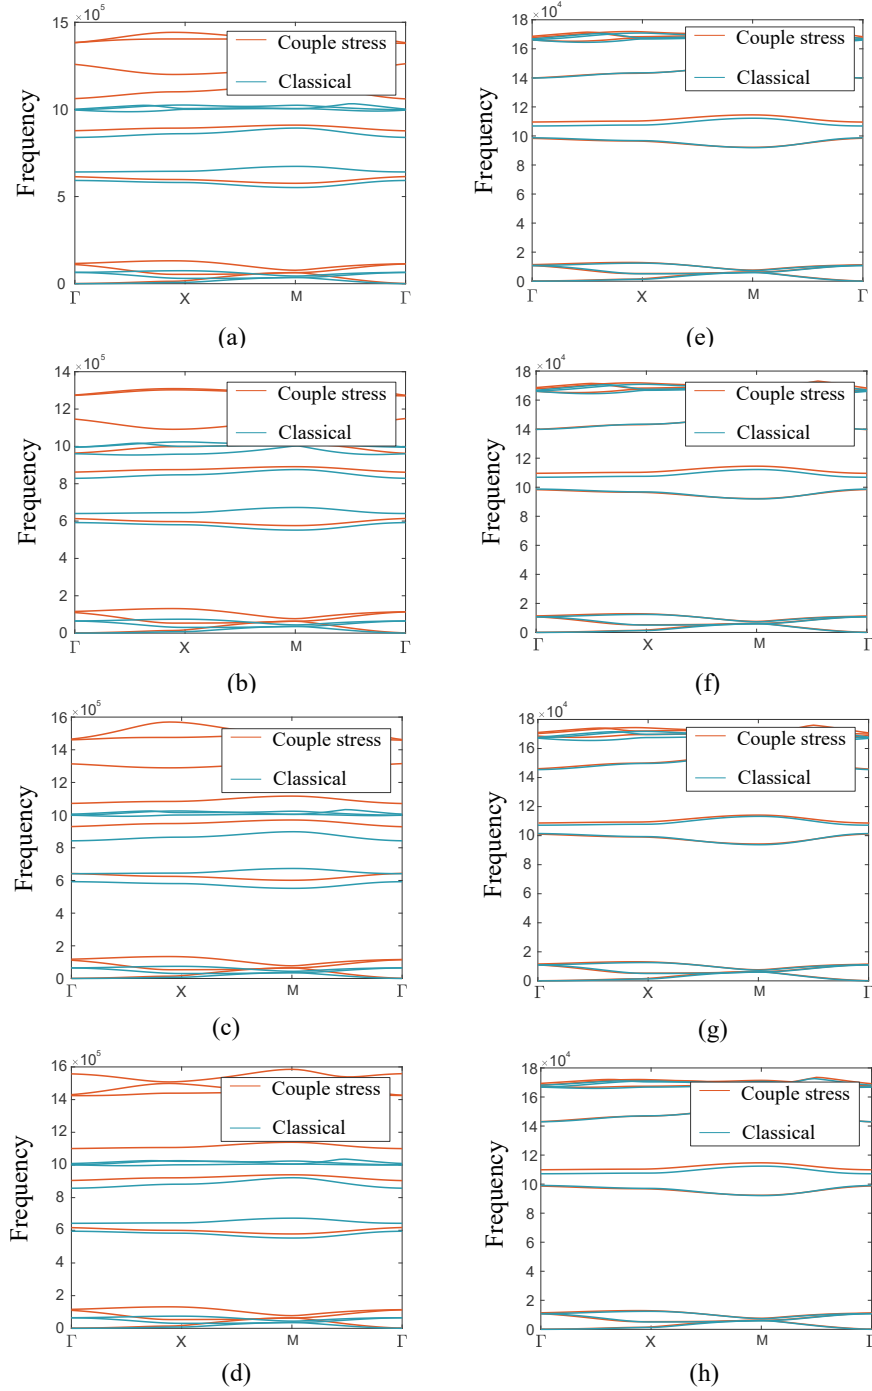 15 ×10^5
10
5
0
Frequency
Couple stress
Classical
Γ X M Γ
(a)
18 ×10^4
16
14
12
10
8
6
4
2
0
Frequency
Couple stress
Classical
Γ X M Γ
(e)
14 ×10^5
12
10
8
6
4
2
0
Frequency
Couple stress
Classical
Γ X M Γ
(b)
18 ×10^4
16
14
12
10
8
6
4
2
0
Frequency
Couple stress
Classical
Γ X M Γ
(f)
16 ×10^5
14
12
10
8
6
4
2
0
Frequency
Couple stress
Classical
Γ X M Γ
(c)
18 ×10^4
16
14
12
10
8
6
4
2
0
Frequency
Couple stress
Classical
Γ X M Γ
(g)
16 ×10^5
14
12
10
8
6
4
2
0
Frequency
Couple stress
Classical
Γ X M Γ
(d)
18 ×10^4
16
14
12
10
8
6
4
2
0
Frequency
Couple stress
Classical
Γ X M Γ
(h)